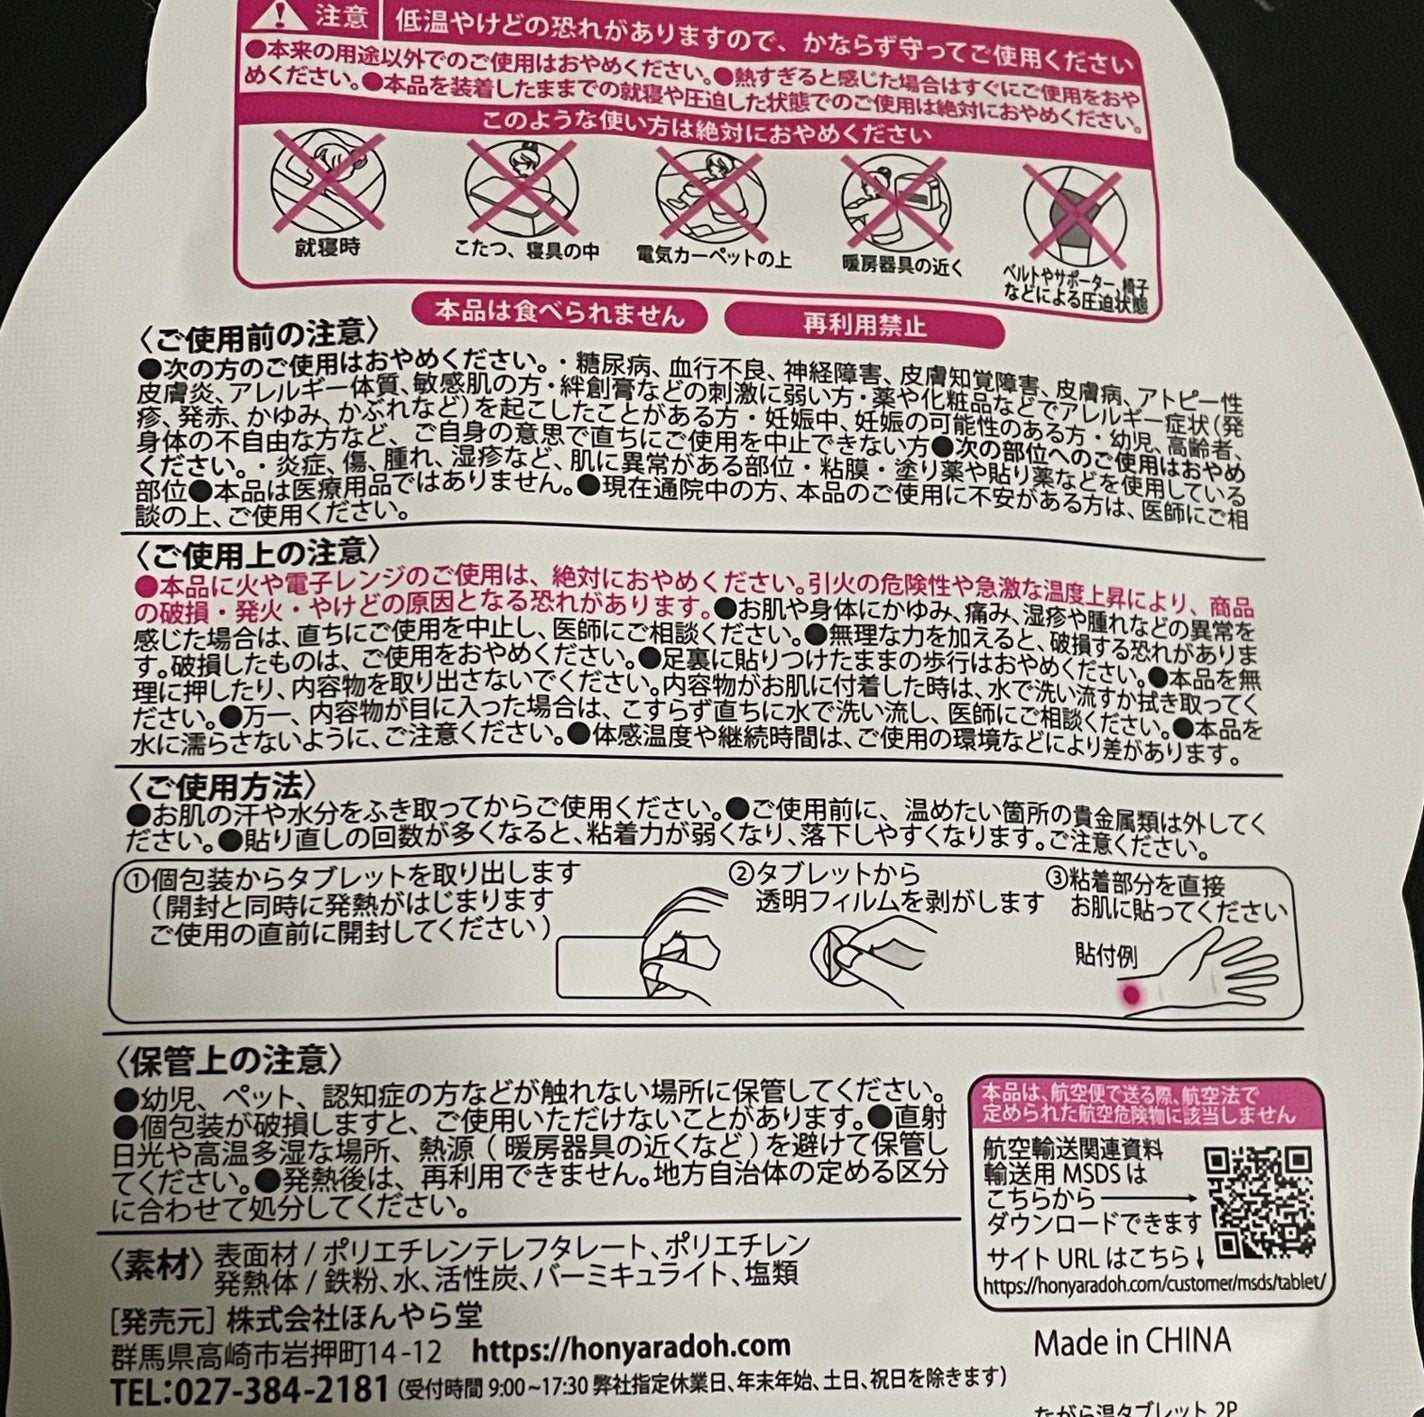 注意 低温やけどの恐れがありますので、かならず守ってご使用ください
●本来の用途以外でのご使用はおやめください。●熱すぎると感じた場合はすぐにご使用をおや
めください。●本品を装着したままでの就寝や圧迫した状態でのご使用は絶対におやめください。
このような使い方は絶対におやめください
就寝時
こたつ、寝具の中
電気カーペットの上
暖房器具の近く
ベルトやサポーター、椅子
などによる圧迫状態
本品は食べられません
再利用禁止
〈ご使用前の注意〉
●次の方のご使用はおやめください。・糖尿病、血行不良、神経障害、皮膚知覚障害、皮膚病、アトピー性
皮膚炎、アレルギー体質、敏感肌の方・絆創膏などの刺激に弱い方・薬や化粧品などでアレルギー症状（発
疹、発赤、かゆみ、かぶれなど）を起こしたことがある方・妊娠中、妊娠の可能性のある方・幼児、高齢者、
身体の不自由な方など、ご自身の意思で直ちにご使用を中止できない方●次の部位へのご使用はおやめ
ください。・炎症、傷、腫れ、湿疹など、肌に異常がある部位・粘膜・塗り薬や貼り薬などを使用している
部位●本品は医療用品ではありません。●現在通院中の方、本品のご使用に不安がある方は、医師にご相
談の上、ご使用ください。
〈ご使用上の注意〉
●本品に火や電子レンジのご使用は、絶対におやめください。引火の危険性や急激な温度上昇により、商品
の破損・発火・やけどの原因となる恐れがあります。●お肌や身体にかゆみ、痛み、湿疹や腫れなどの異常を
感じた場合は、直ちにご使用を中止し、医師にご相談ください。●無理な力を加えると、破損する恐れがありま
す。破損したものは、ご使用をおやめください。●足裏に貼りつけたままの歩行はおやめください。●本品を無
理に押したり、内容物を取り出さないでください。内容物がお肌に付着した時は、水で洗い流すか拭き取ってく
ださい。●万一、内容物が目に入った場合は、こすらず直ちに水で洗い流し、医師にご相談ください。●本品を
水に濡らさないように、ご注意ください。●体感温度や継続時間は、ご使用の環境などにより差があります。
〈ご使用方法〉
●お肌の汗や水分をふき取ってからご使用ください。●ご使用前に、温めたい箇所の貴金属類は外してく
ださい。●貼り直しの回数が多くなると、粘着力が弱くなり、落下しやすくなります。ご注意ください。
①個包装からタブレットを取り出します
（開封と同時に発熱がはじまります
ご使用の直前に開封してください）
②タブレットから
透明フィルムを剥がします
③粘着部分を直接
お肌に貼ってください
貼付例
〈保管上の注意〉
●幼児、ペット、認知症の方などが触れない場所に保管してください。
●個包装が破損しますと、ご使用いただけないことがあります。●直射
日光や高温多湿な場所、熱源（暖房器具の近くなど）を避けて保管し
てください。●発熱後は、再利用できません。地方自治体の定める区分
に合わせて処分してください。
本品は、航空便で送る際、航空法で
定められた航空危険物に該当しません
航空輸送関連資料
輸送用 MSDS は
こちらから
ダウンロードできます
サイト URL はこちら↓
https://honyaradoh.com/customer/msds/tablet/
〈素材〉表面材 / ポリエチレンテレフタレート、ポリエチレン
発熱体 / 鉄粉、水、活性炭、バーミキュライト、塩類
[発売元] 株式会社ほんやら堂
群馬県高崎市岩押町14-12 https://honyaradoh.com
TEL:027-384-2181（受付時間 9:00~17:30 弊社指定休業日、年末年始、土日、祝日を除きます）
Made in CHINA
たがら温タブレット 2P